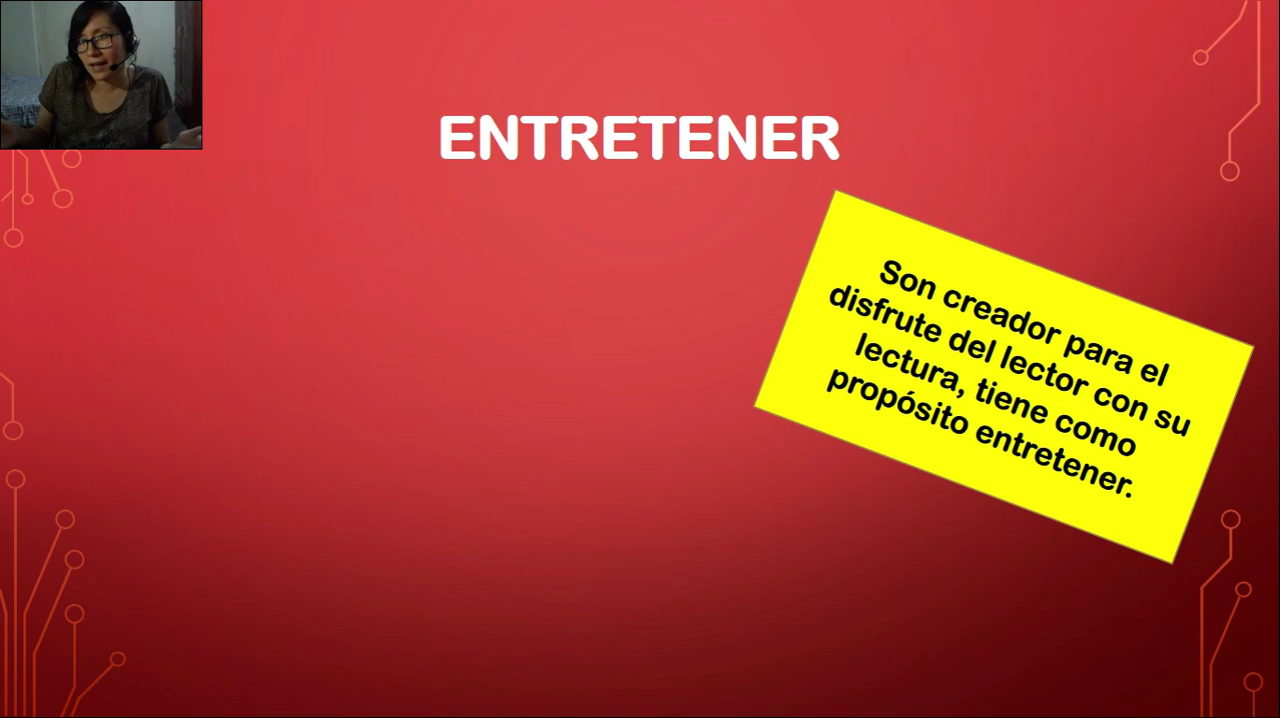 ENTRETENER
Son creador para el
disfrute del lector con su
lectura, tiene como
propósito entretener.